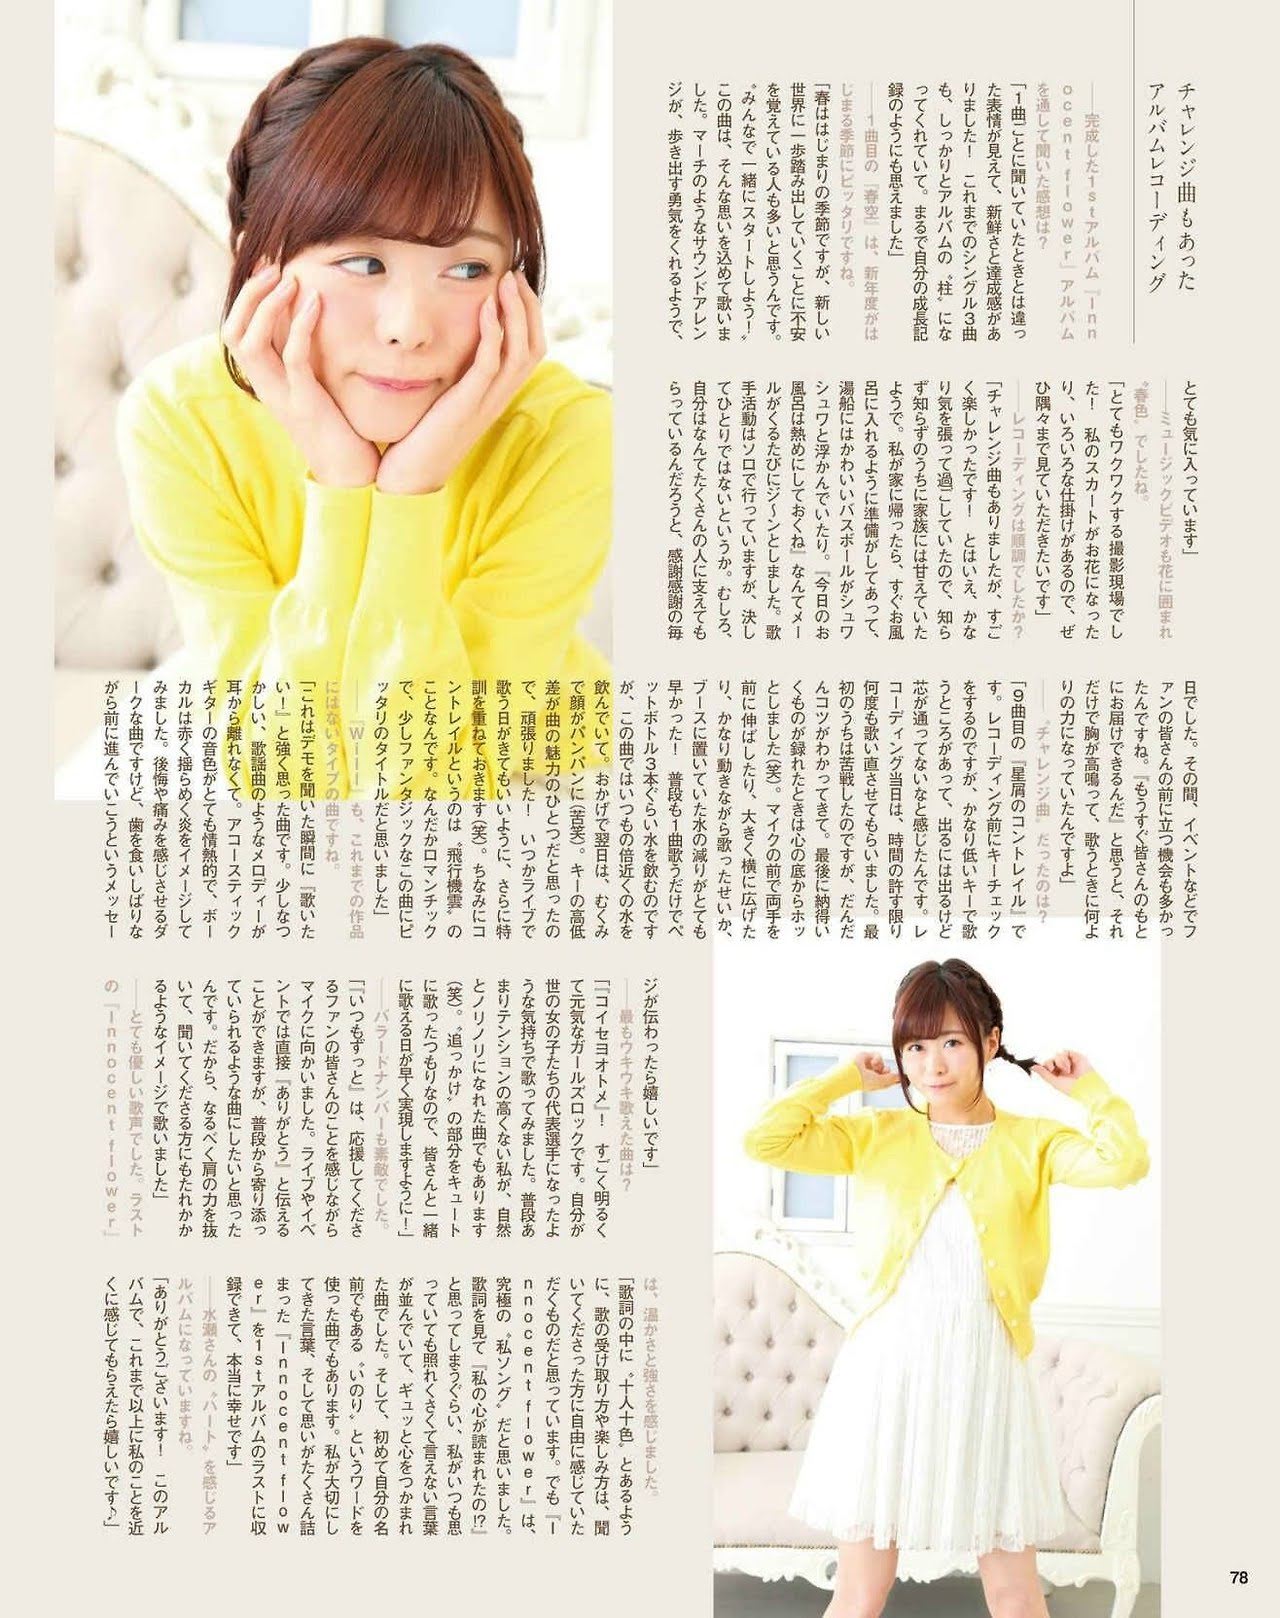 チャレンジ曲もあった
アルバムレコーディング
──完成した1stアルバム『Inn
ocent flower』アルバム
を通して聞いた感想は？
「1曲ごとに聞いていたときとは違っ
た表情が見えて、新鮮さと達成感があ
りました！　これまでのシングル3曲
も、しっかりとアルバムの〝柱〟にな
ってくれていて。まるで自分の成長記
録のようにも思えました」
──1曲目の「春空」は、新年度がは
じまる季節にピッタリですね。
「春ははじまりの季節ですが、新しい
世界に一歩踏み出していくことに不安
を覚えている人も多いと思うんです。
〝みんなで一緒にスタートしよう！〟
この曲は、そんな思いを込めて歌いま
した。マーチのようなサウンドアレン
ジが、歩き出す勇気をくれるようで、
とても気に入っています」
──ミュージックビデオも花に囲まれ
〝春色〟でしたね。
「とてもワクワクする撮影現場でし
た！　私のスカートがお花になった
り、いろいろな仕掛けがあるので、ぜ
ひ隅々まで見ていただきたいです」
──レコーディングは順調でしたか？
「チャレンジ曲もありましたが、すご
く楽しかったです！　とはいえ、かな
り気を張って過ごしていたので、知ら
ず知らずのうちに家族には甘えていた
ようで。私が家に帰ったら、すぐお風
呂に入れるように準備がしてあって、
湯船にはかわいいバスボールがシュワ
シュワと浮かんでいたり。『今日のお
風呂は熱めにしておくね』なんてメー
ルがくるたびにジ〜ンとしました。歌
手活動はソロで行っていますが、決し
てひとりではないというか。むしろ、
自分はなんてたくさんの人に支えても
らっているんだろうと、感謝感謝の毎
日でした。その間、イベントなどでフ
ァンの皆さんの前に立つ機会も多かっ
たんですね。『もうすぐ皆さんのもと
にお届けできるんだ』と思うと、それ
だけで胸が高鳴って、歌うときに何よ
りの力になっていたんですよ」
──〝チャレンジ曲〟だったのは？
「9曲目の『星屑のコントレイル』で
す。レコーディング前にキーチェック
をするのですが、かなり低いキーで歌
うところがあって、出るには出るけど
芯が通ってないなと感じたんです。レ
コーディング当日は、時間の許す限り
何度も歌い直させてもらいました。最
初のうちは苦戦したのですが、だんだ
んコツがわかってきて。最後に納得い
くものが録れたときは心の底からホッ
としました（笑）。マイクの前で両手を
前に伸ばしたり、大きく横に広げた
り、かなり動きながら歌ったせいか、
ブースに置いていた水の減りがとても
早かった！　普段も1曲歌うだけでペ
ットボトル3本ぐらい水を飲むのです
が、この曲ではいつもの倍近くの水を
飲んでいて。おかげで翌日は、むくみ
で顔がパンパンに（苦笑）。キーの高低
差が曲の魅力のひとつだと思ったの
で、頑張りました！　いつかライブで
歌う日がきてもいいように、さらに特
訓を重ねておきます（笑）。ちなみにコ
ントレイルというのは〝飛行機雲〟の
ことなんです。なんだかロマンチック
で、少しファンタジックなこの曲にピ
ッタリのタイトルだと思いました」
──「Will」も、これまでの作品
にはないタイプの曲ですね。
「これはデモを聞いた瞬間に『歌いた
い！』と強く思った曲です。少しなつ
かしい、歌謡曲のようなメロディーが
耳から離れなくて。アコースティック
ギターの音色がとても情熱的で、ボー
カルは赤く揺らめく炎をイメージして
みました。後悔や痛みを感じさせるダ
ークな曲ですけど、歯を食いしばりな
がら前に進んでいこうというメッセー
ジが伝わったら嬉しいです」
──最もウキウキ歌えた曲は？
「『コイセヨオトメ』！　すごく明るく
て元気なガールズロックです。自分が
世の女の子たちの代表選手になったよ
うな気持ちで歌ってみました。普段あ
まりテンションの高くない私が、自然
とノリノリになれた曲でもあります
（笑）。〝追っかけ〟の部分をキュート
に歌ったつもりなので、皆さんと一緒
に歌える日が早く実現しますように！」
──バラードナンバーも素敵でした。
「『いつもずっと』は、応援してくださ
るファンの皆さんのことを感じながら
マイクに向かいました。ライブやイベ
ントでは直接『ありがとう』と伝える
ことができますが、普段から寄り添っ
ていられるような曲にしたいと思った
んです。だから、なるべく肩の力を抜
いて、聞いてくださる方にもたれかか
るようなイメージで歌いました」
──とても優しい歌声でした。ラスト
の『Innocent flower』
は、温かさと強さを感じました。
「歌詞の中に〝十人十色〟とあるよう
に、歌の受け取り方や楽しみ方は、聞
いてくださった方に自由に感じていた
だくものだと思っています。でも『I
nnocent flower』は、
究極の〝私ソング〟だと思いました。
歌詞を見て『私の心が読まれたの!?』
と思ってしまうぐらい、私がいつも思
っていても照れくさくて言えない言葉
が並んでいて、ギュッと心をつかまれ
た曲でした。そして、初めて自分の名
前でもある〝いのり〟というワードを
使った曲でもあります。私が大切にし
てきた言葉、そして思いがたくさん詰
まった『Innocent flow
er』を1stアルバムのラストに収
録できて、本当に幸せです」
──水瀬さんの〝ハート〟を感じるア
ルバムになっていますね。
「ありがとうございます！　このアル
バムで、これまで以上に私のことを近
くに感じてもらえたら嬉しいです♪」
78